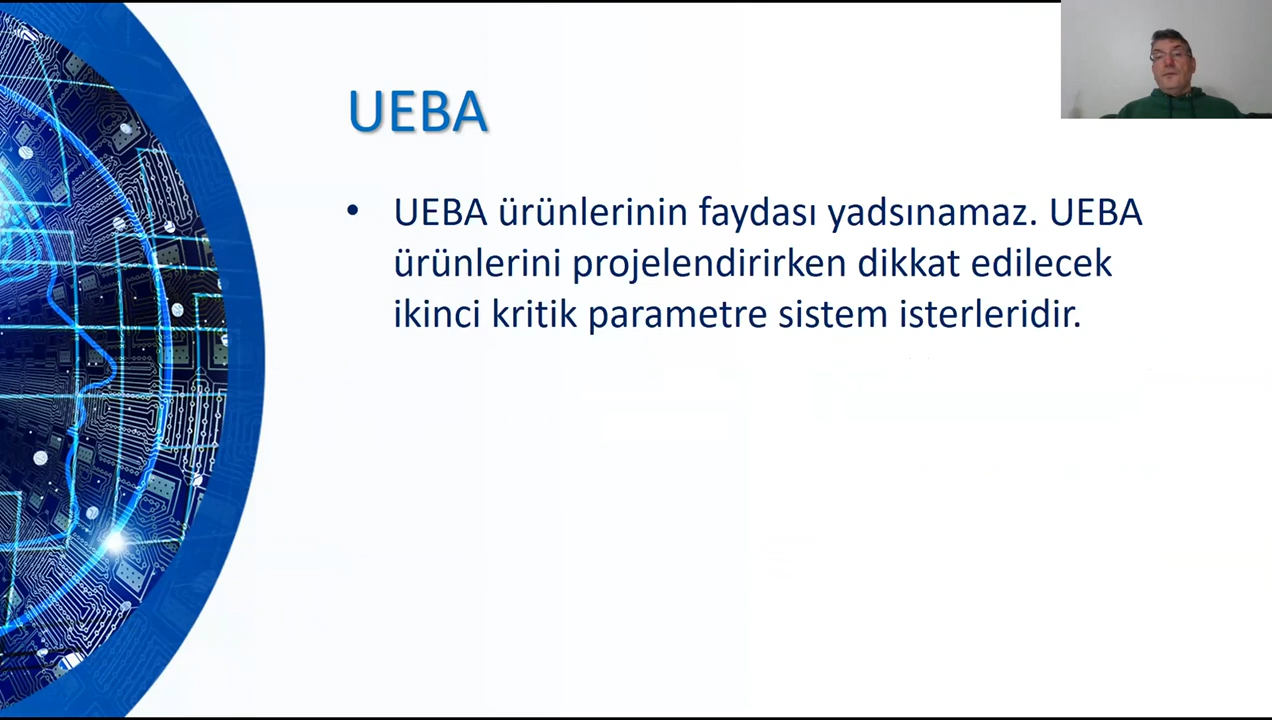 UEBA
• UEBA ürünlerinin faydası yadsınamaz. UEBA
ürünlerini projelendirirken dikkat edilecek
ikinci kritik parametre sistem isterleridir.